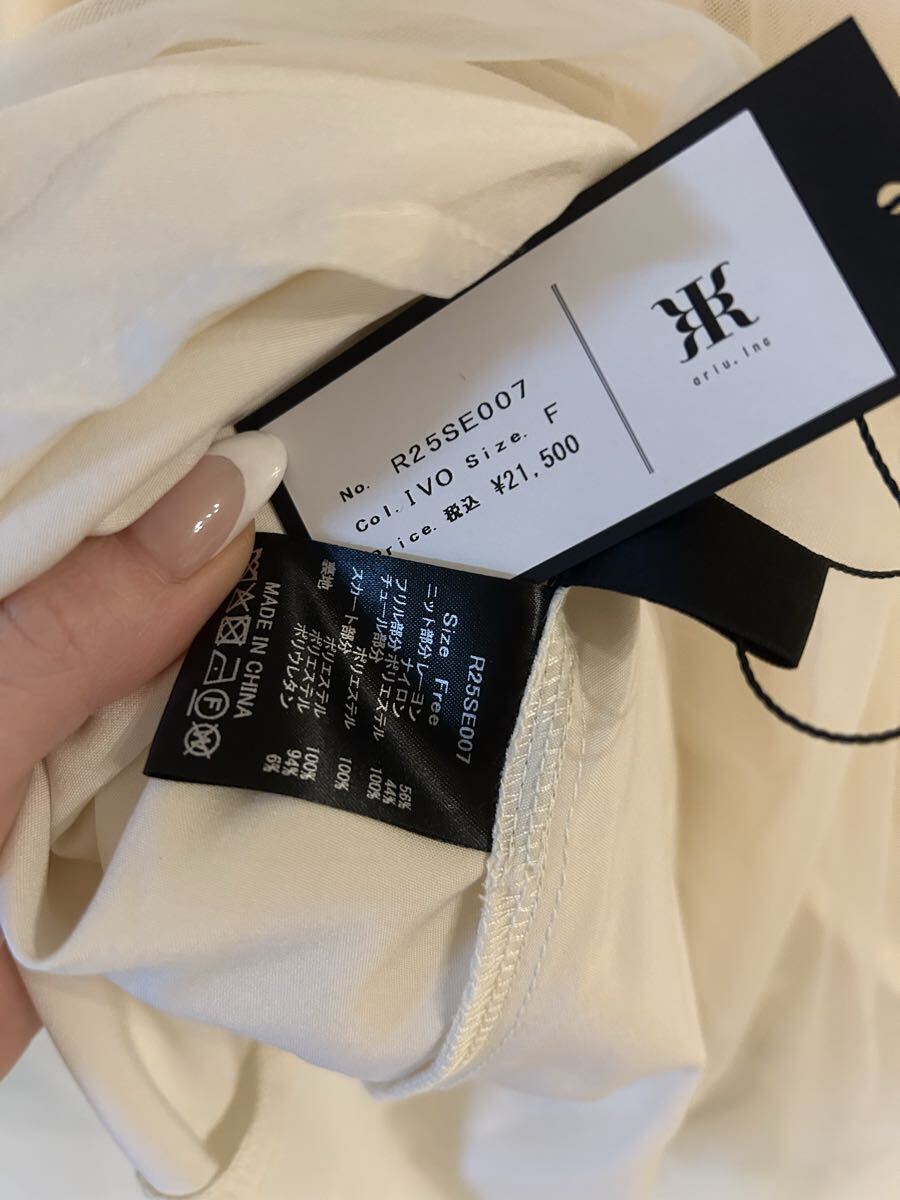 ariu.inc
No. R25SE007
Col. IVO Size. F
Price. 税込 ¥21,500
R25SE007
Size Free
ニット部分 レーヨン 56%
ナイロン 44%
フリル部分 ポリエステル 100%
チュール部分
ポリエステル 100%
スカート部分
ポリエステル 100%
裏地 ポリエステル 94%
ポリウレタン 6%
MADE IN CHINA
F